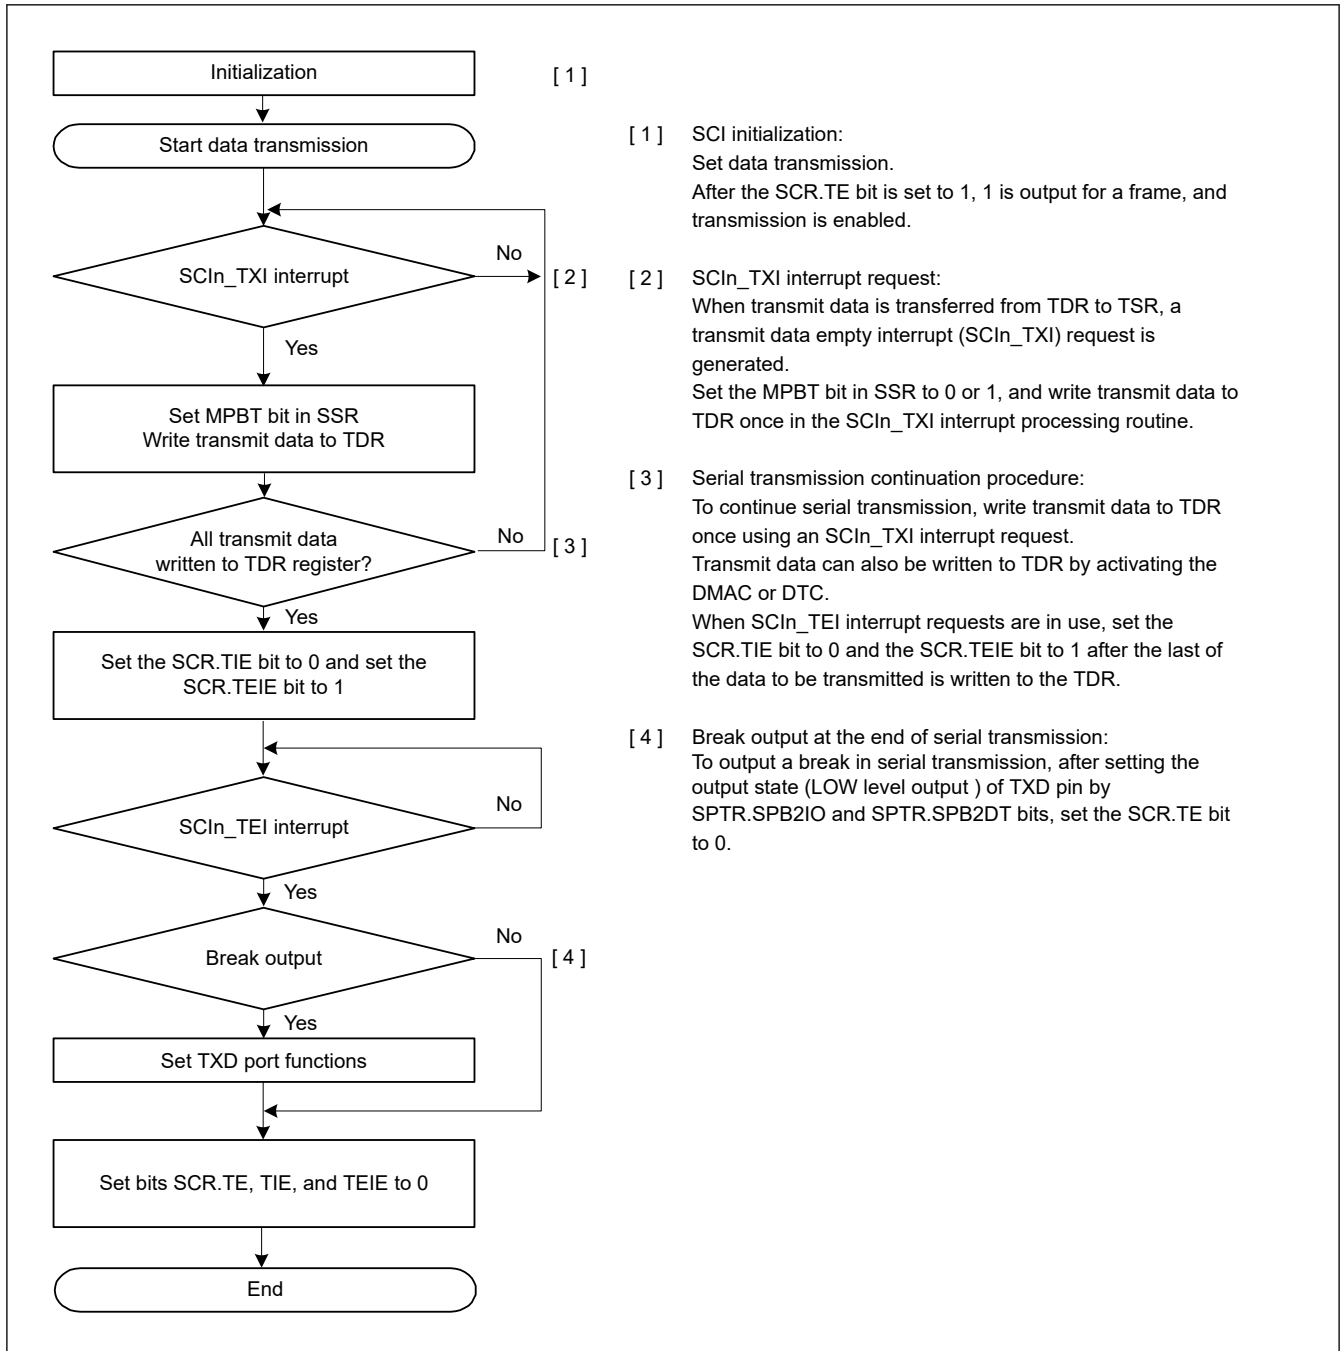 Initialization
[ 1 ]
Start data transmission
SCIn_TXI interrupt
No
[ 2 ]
Yes
Set MPBT bit in SSR
Write transmit data to TDR
All transmit data
written to TDR register?
No
[ 3 ]
Yes
Set the SCR.TIE bit to 0 and set the
SCR.TEIE bit to 1
SCIn_TEI interrupt
No
Yes
Break output
No
[ 4 ]
Yes
Set TXD port functions
Set bits SCR.TE, TIE, and TEIE to 0
End
[ 1 ] SCI initialization:
Set data transmission.
After the SCR.TE bit is set to 1, 1 is output for a frame, and
transmission is enabled.
[ 2 ] SCIn_TXI interrupt request:
When transmit data is transferred from TDR to TSR, a
transmit data empty interrupt (SCIn_TXI) request is
generated.
Set the MPBT bit in SSR to 0 or 1, and write transmit data to
TDR once in the SCIn_TXI interrupt processing routine.
[ 3 ] Serial transmission continuation procedure:
To continue serial transmission, write transmit data to TDR
once using an SCIn_TXI interrupt request.
Transmit data can also be written to TDR by activating the
DMAC or DTC.
When SCIn_TEI interrupt requests are in use, set the
SCR.TIE bit to 0 and the SCR.TEIE bit to 1 after the last of
the data to be transmitted is written to the TDR.
[ 4 ] Break output at the end of serial transmission:
To output a break in serial transmission, after setting the
output state (LOW level output ) of TXD pin by
SPTR.SPB2IO and SPTR.SPB2DT bits, set the SCR.TE bit
to 0.